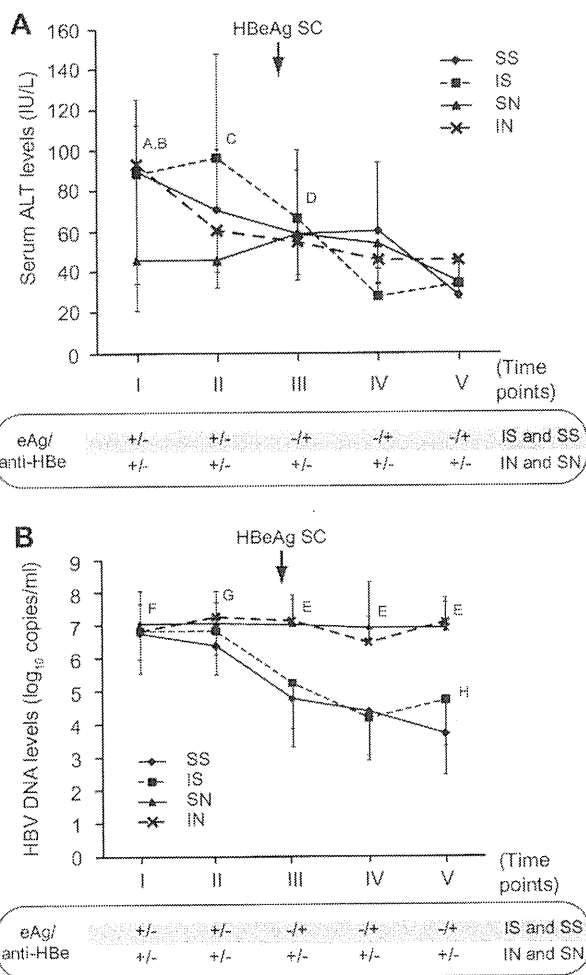 A
HBeAg SC
160
140
120
100
80
60
40
20
0
Serum ALT levels (IU/L)
SS
IS
SN
IN
A,B
C
D
I II III IV V
(Time
points)
eAg/
anti-HBe
+/- +/- -/+ -/+ -/+ IS and SS
+/- +/- +/- +/- +/- IN and SN
B
HBeAg SC
9
8
7
6
5
4
3
2
1
0
HBV DNA levels (log10 copies/ml)
F
G
E
E
E
H
SS
IS
SN
IN
I II III IV V
(Time
points)
eAg/
anti-HBe
+/- +/- -/+ -/+ -/+ IS and SS
+/- +/- +/- +/- +/- IN and SN